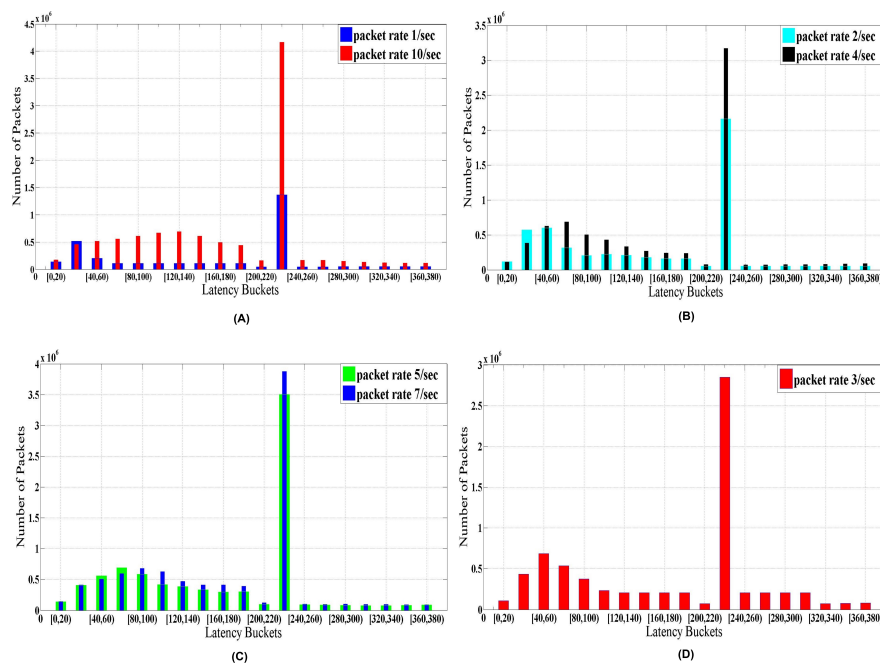 x 10^6
4.5
4
3.5
3
2.5
2
1.5
1
0.5
0
Number of Packets
packet rate 1/sec
packet rate 10/sec
[0,20) [40,60) [80,100) [120,140) [160,180) [200,220) [240,260) [280,300) [320,340) [360,380)
Latency Buckets
(A)
x 10^6
3.5
3
2.5
2
1.5
1
0.5
0
Number of Packets
packet rate 2/sec
packet rate 4/sec
0 [0,20) [40,60) [80,100) [120,140) [160,180) [200,220) [240,260) [280,300) [320,340) [360,380)
Latency Buckets
(B)
x 10^6
4
3.5
3
2.5
2
1.5
1
0.5
0
Number of Packets
packet rate 5/sec
packet rate 7/sec
0 [0,20) [40,60) [80,100) [120,140) [160,180) [200,220) [240,260) [280,300) [320,340) [360,380)
Latency Buckets
(C)
x 10^6
3
2.5
2
1.5
1
0.5
0
Number of Packets
packet rate 3/sec
[0,20) [40,60) [80,100) [120,140) [160,180) [200,220) [240,260) [280,300) [320,340) [360,380)
Latency Buckets
(D)